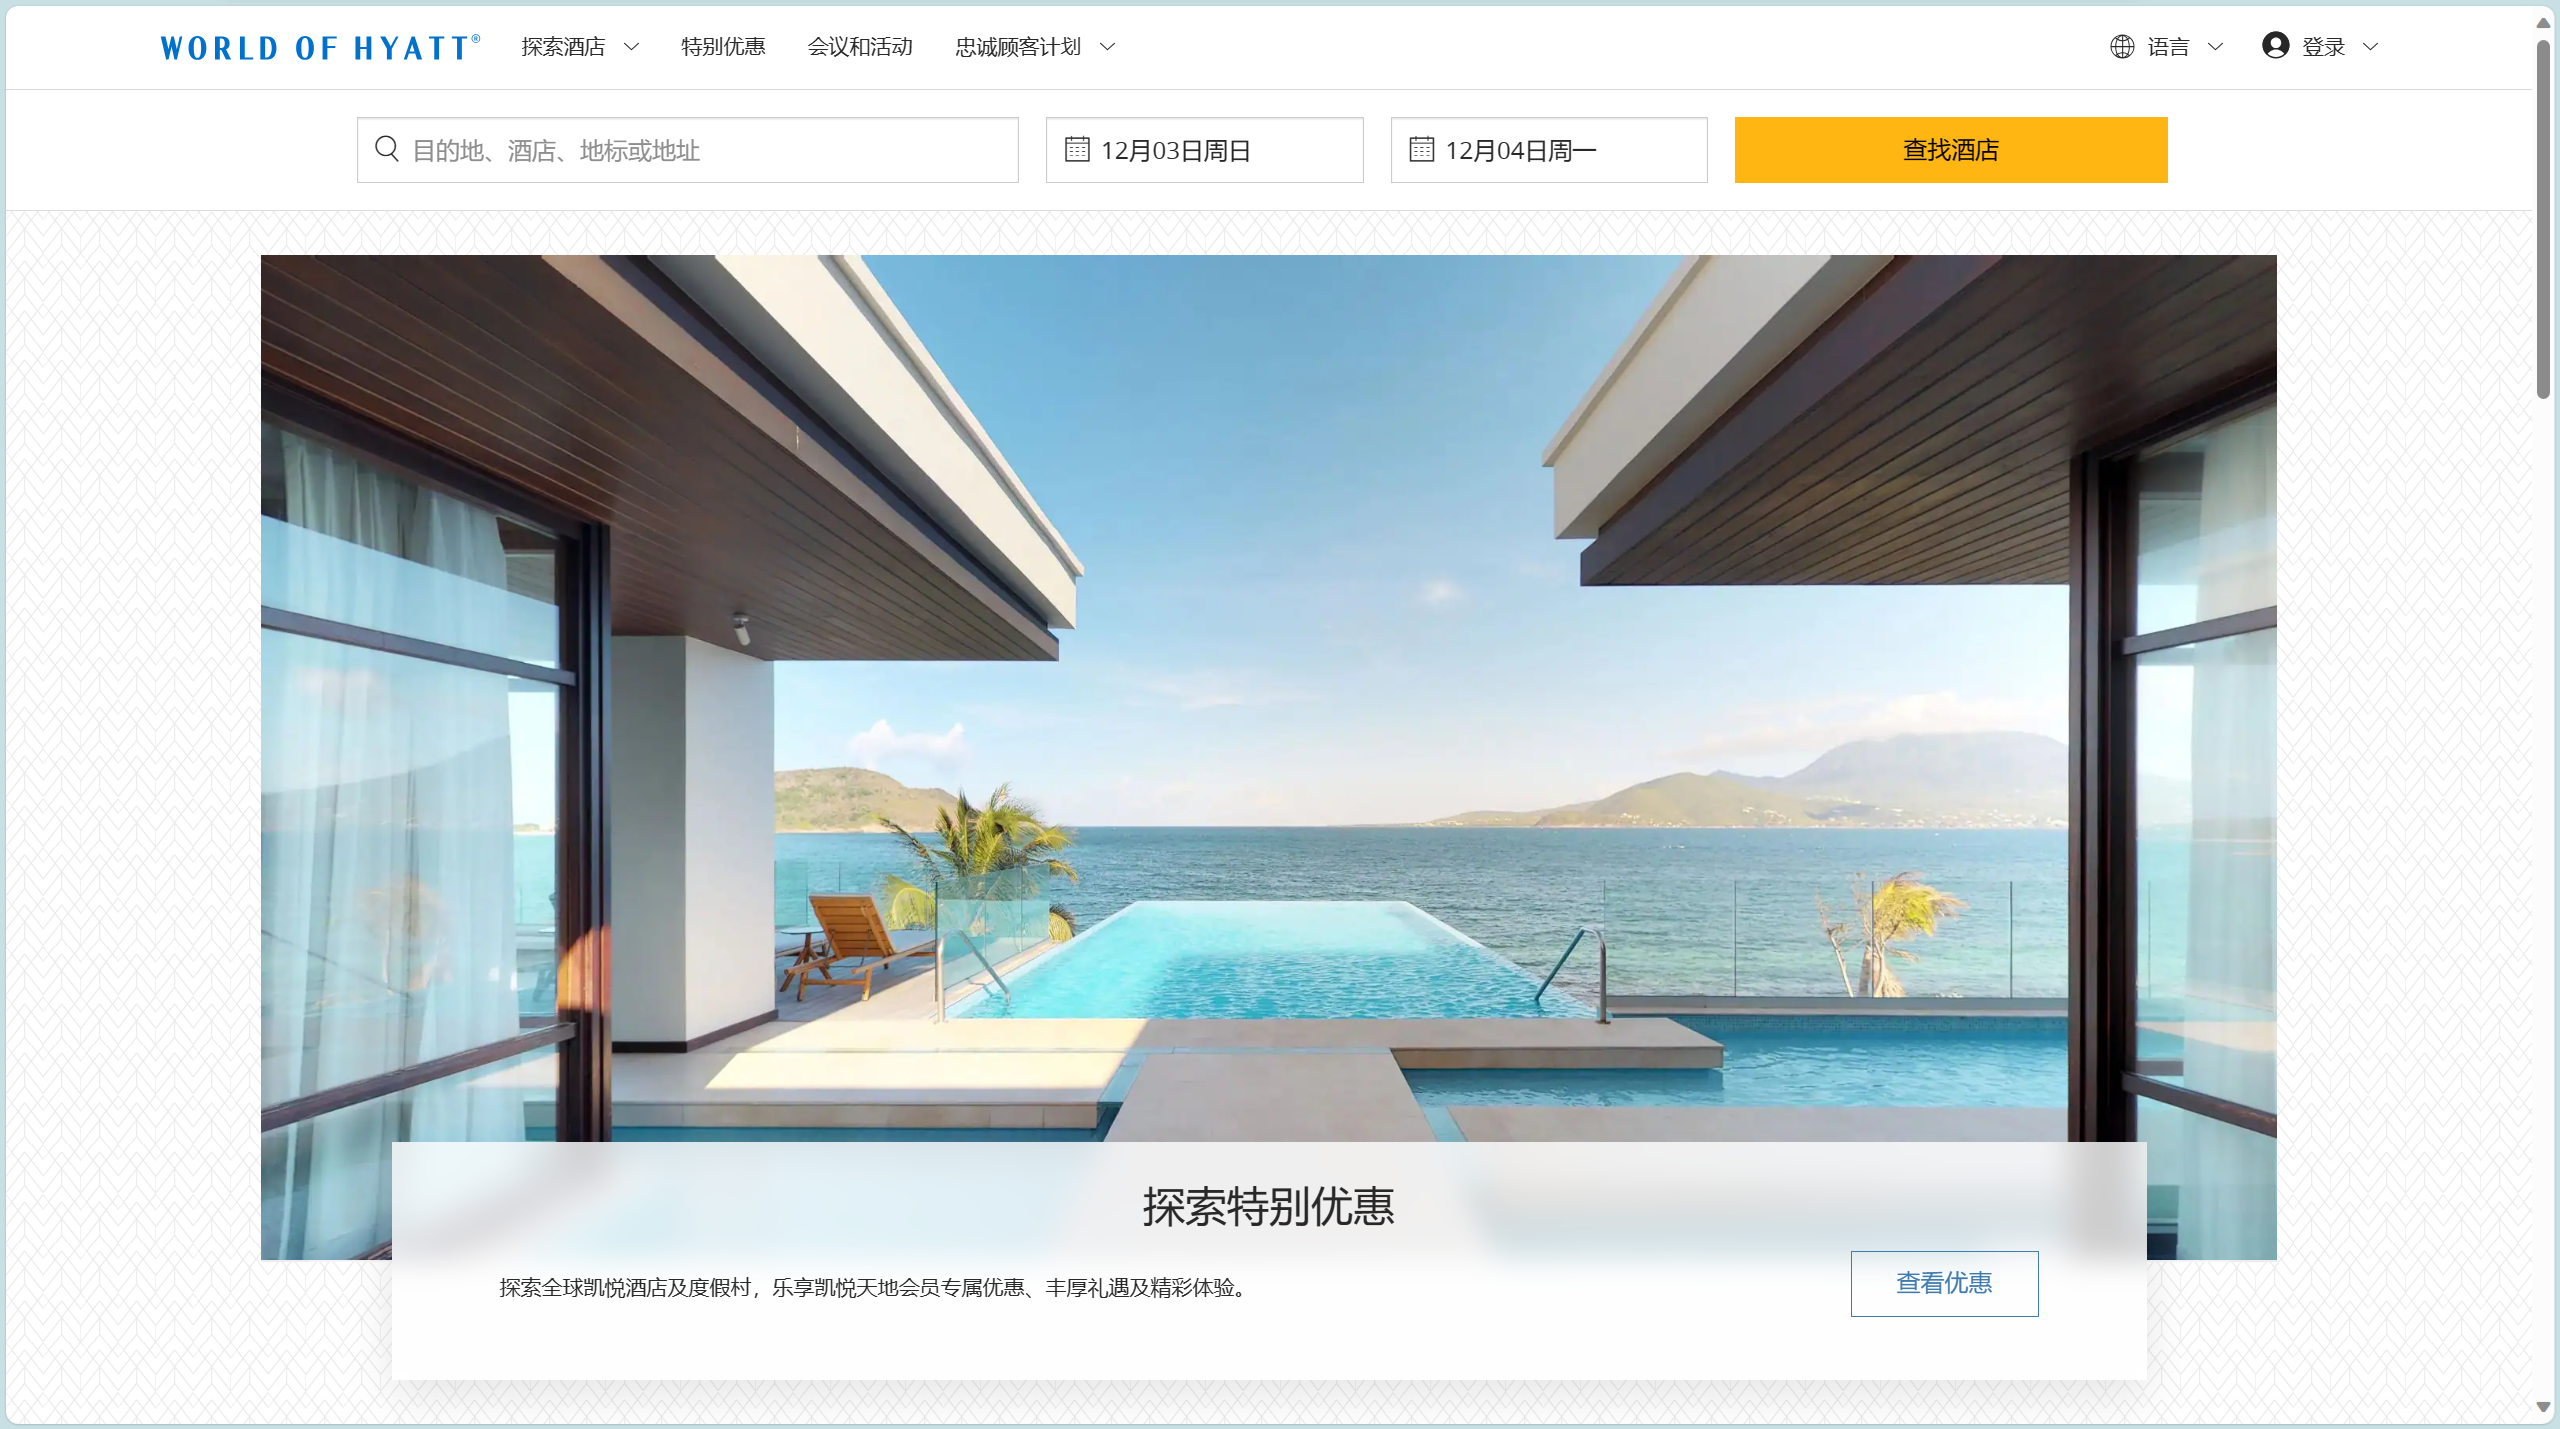 WORLD OF HYATT® 探索酒店 特别优惠 会议和活动 忠诚顾客计划 语言 登录
目的地、酒店、地标或地址 12月03日周日 12月04日周一 查找酒店
探索特别优惠
探索全球凯悦酒店及度假村，乐享凯悦天地会员专属优惠、丰厚礼遇及精彩体验。
查看优惠